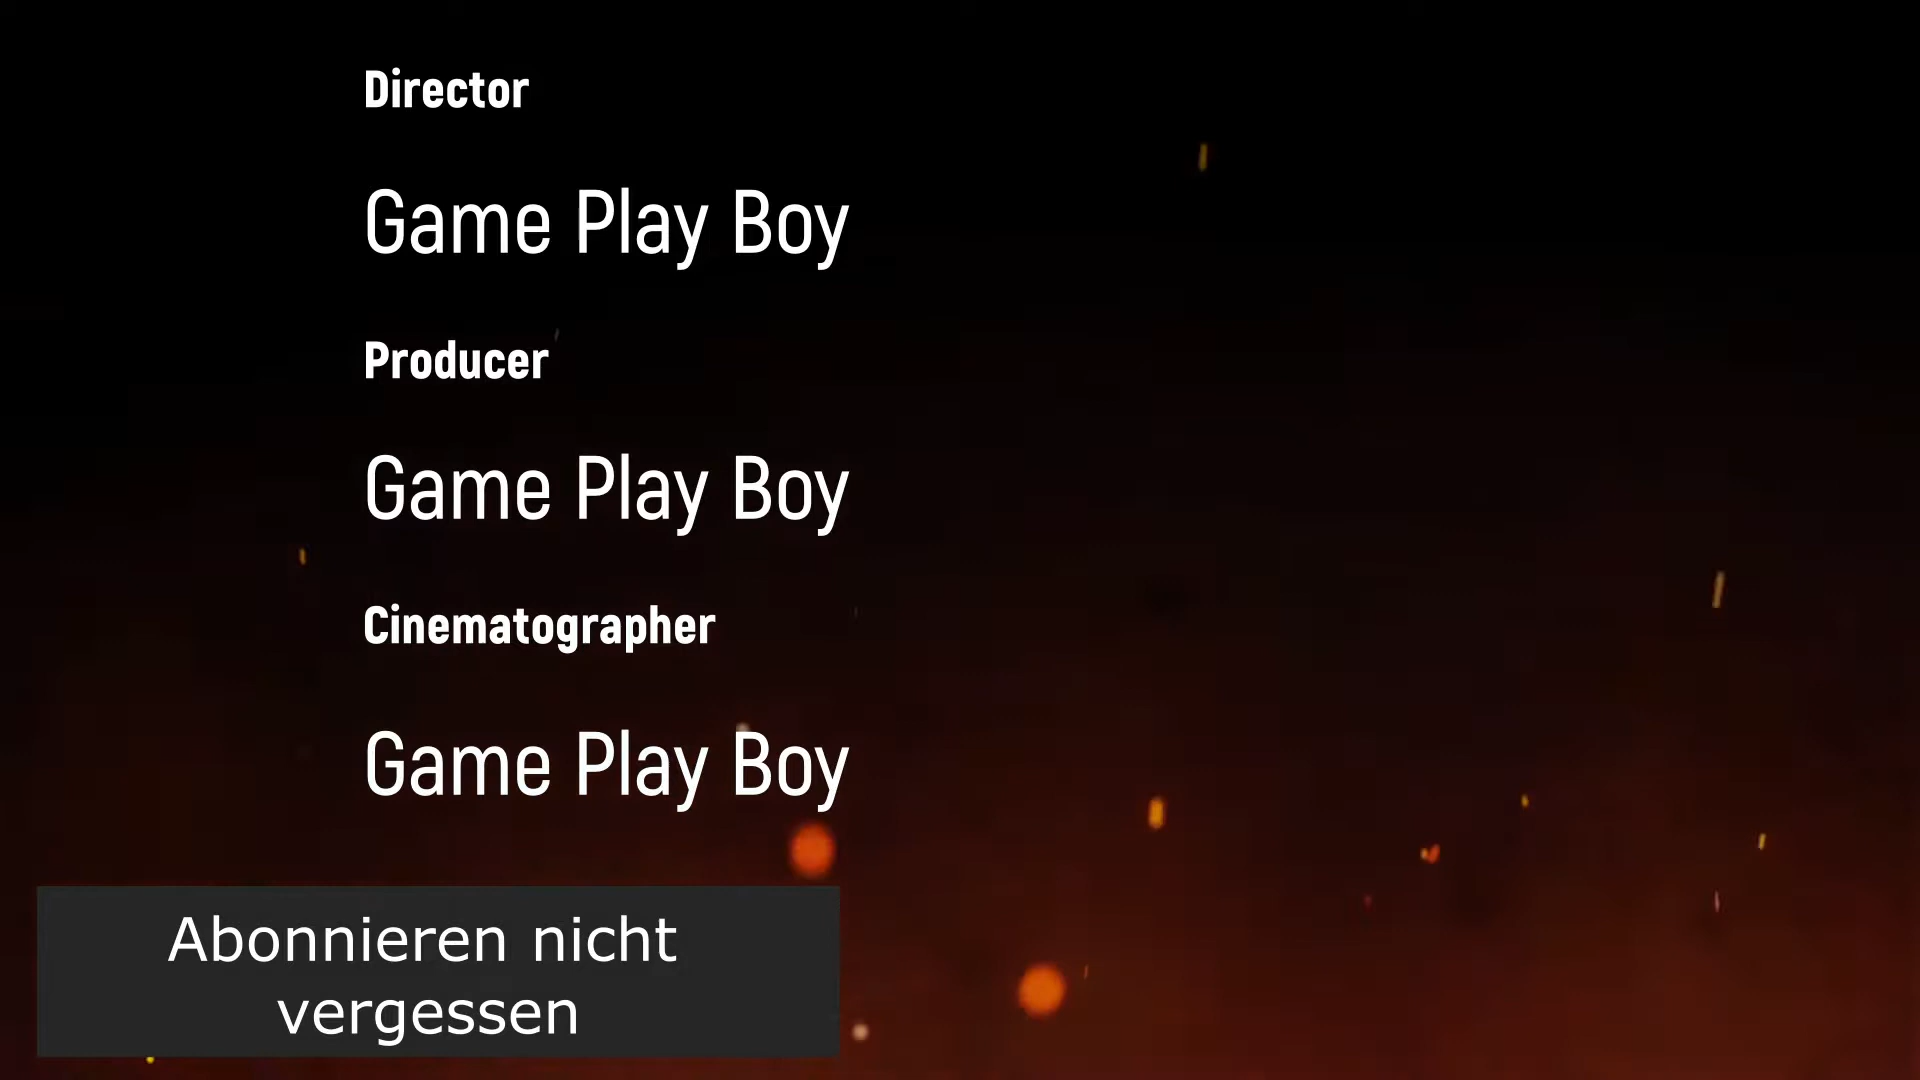 Director
Game Play Boy
Producer
Game Play Boy
Cinematographer
Game Play Boy
Abonnieren nicht
vergessen